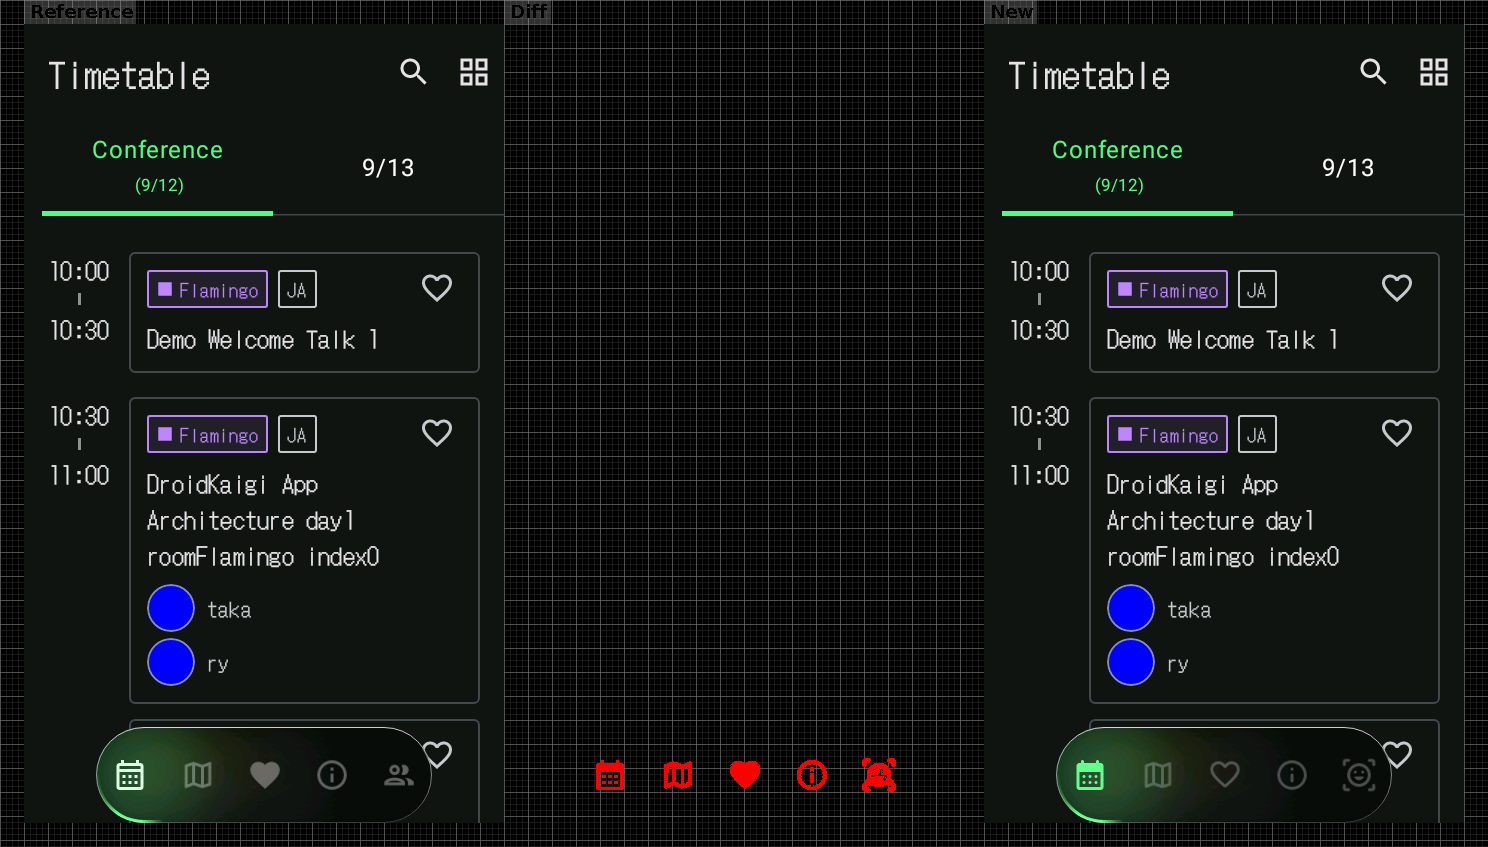 Reference
Diff
New
Timetable
Conference
(9/12)
9/13
10:00
10:30
Flamingo
JA
Demo Welcome Talk 1
10:30
11:00
Flamingo
JA
DroidKaigi App
Architecture day1
roomFlamingo index0
taka
ry
Timetable
Conference
(9/12)
9/13
10:00
10:30
Flamingo
JA
Demo Welcome Talk 1
10:30
11:00
Flamingo
JA
DroidKaigi App
Architecture day1
roomFlamingo index0
taka
ry